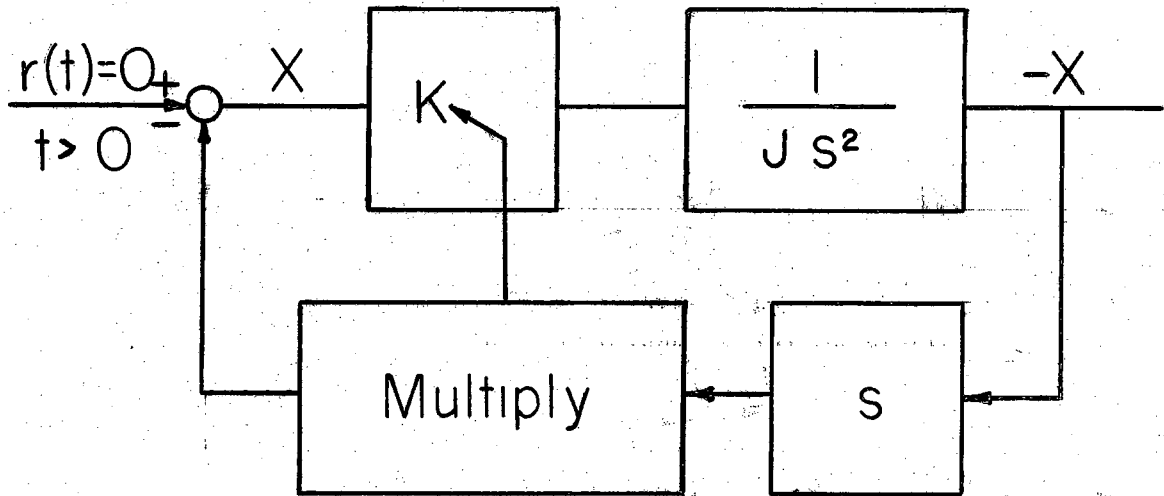 r(t)=0
+
X
K
1
J S²
-X
t> 0
−
Multiply
s